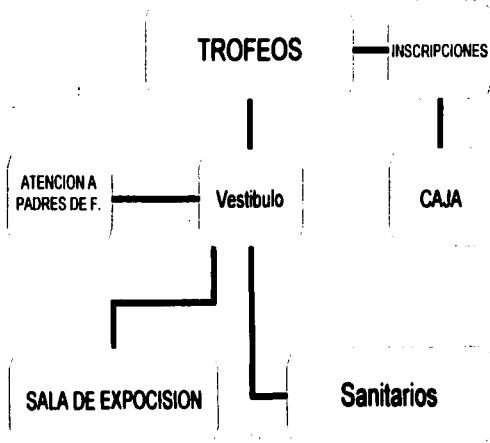 TROFEOS
INSCRIPCIONES
ATENCION A
PADRES DE F.
Vestibulo
CAJA
SALA DE EXPOCISION
Sanitarios